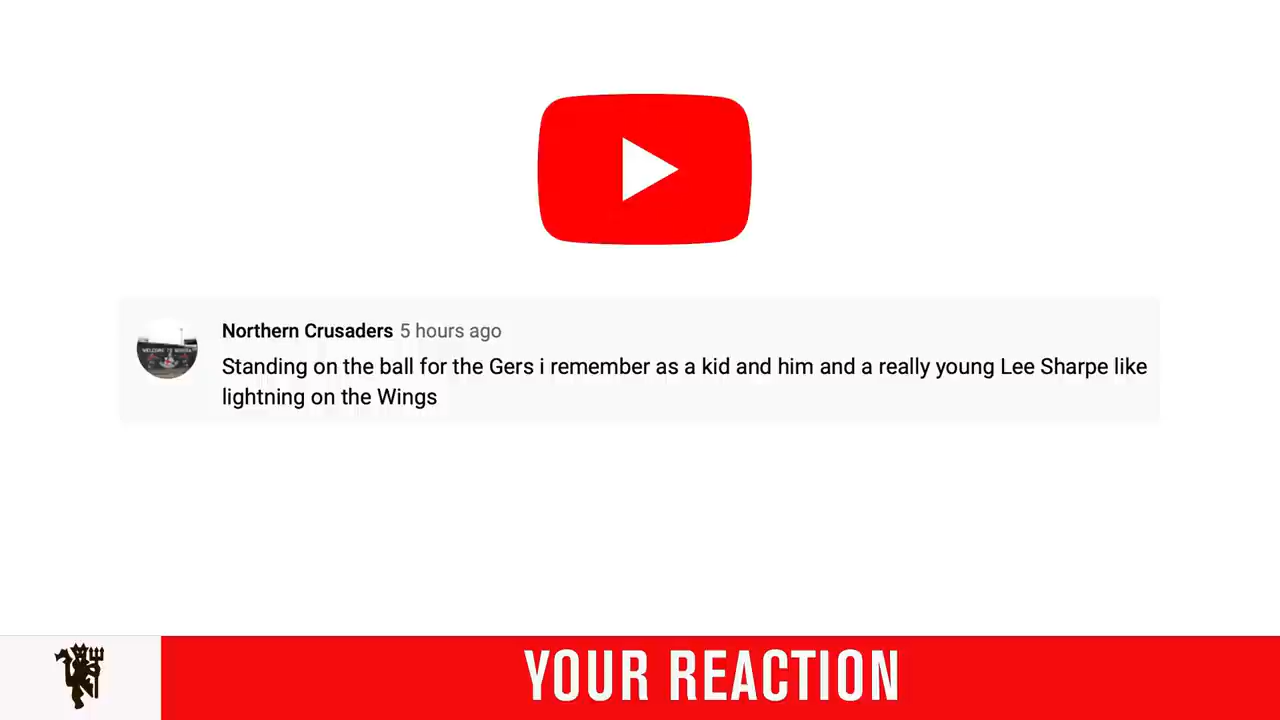 Northern Crusaders 5 hours ago
Standing on the ball for the Gers i remember as a kid and him and a really young Lee Sharpe like
lightning on the Wings
YOUR REACTION